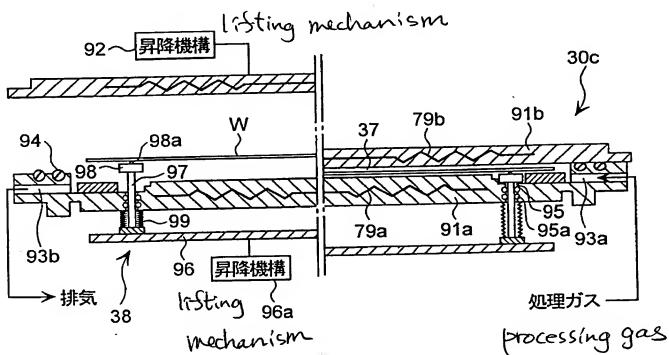 lifting mechanism
92
昇降機構
30c
94
98
98a
W
97
37
79b
91b
99
95
95a
93b
96
79a
91a
93a
排気
38
昇降機構
96a
処理ガス
lifting
mechanism
processing gas